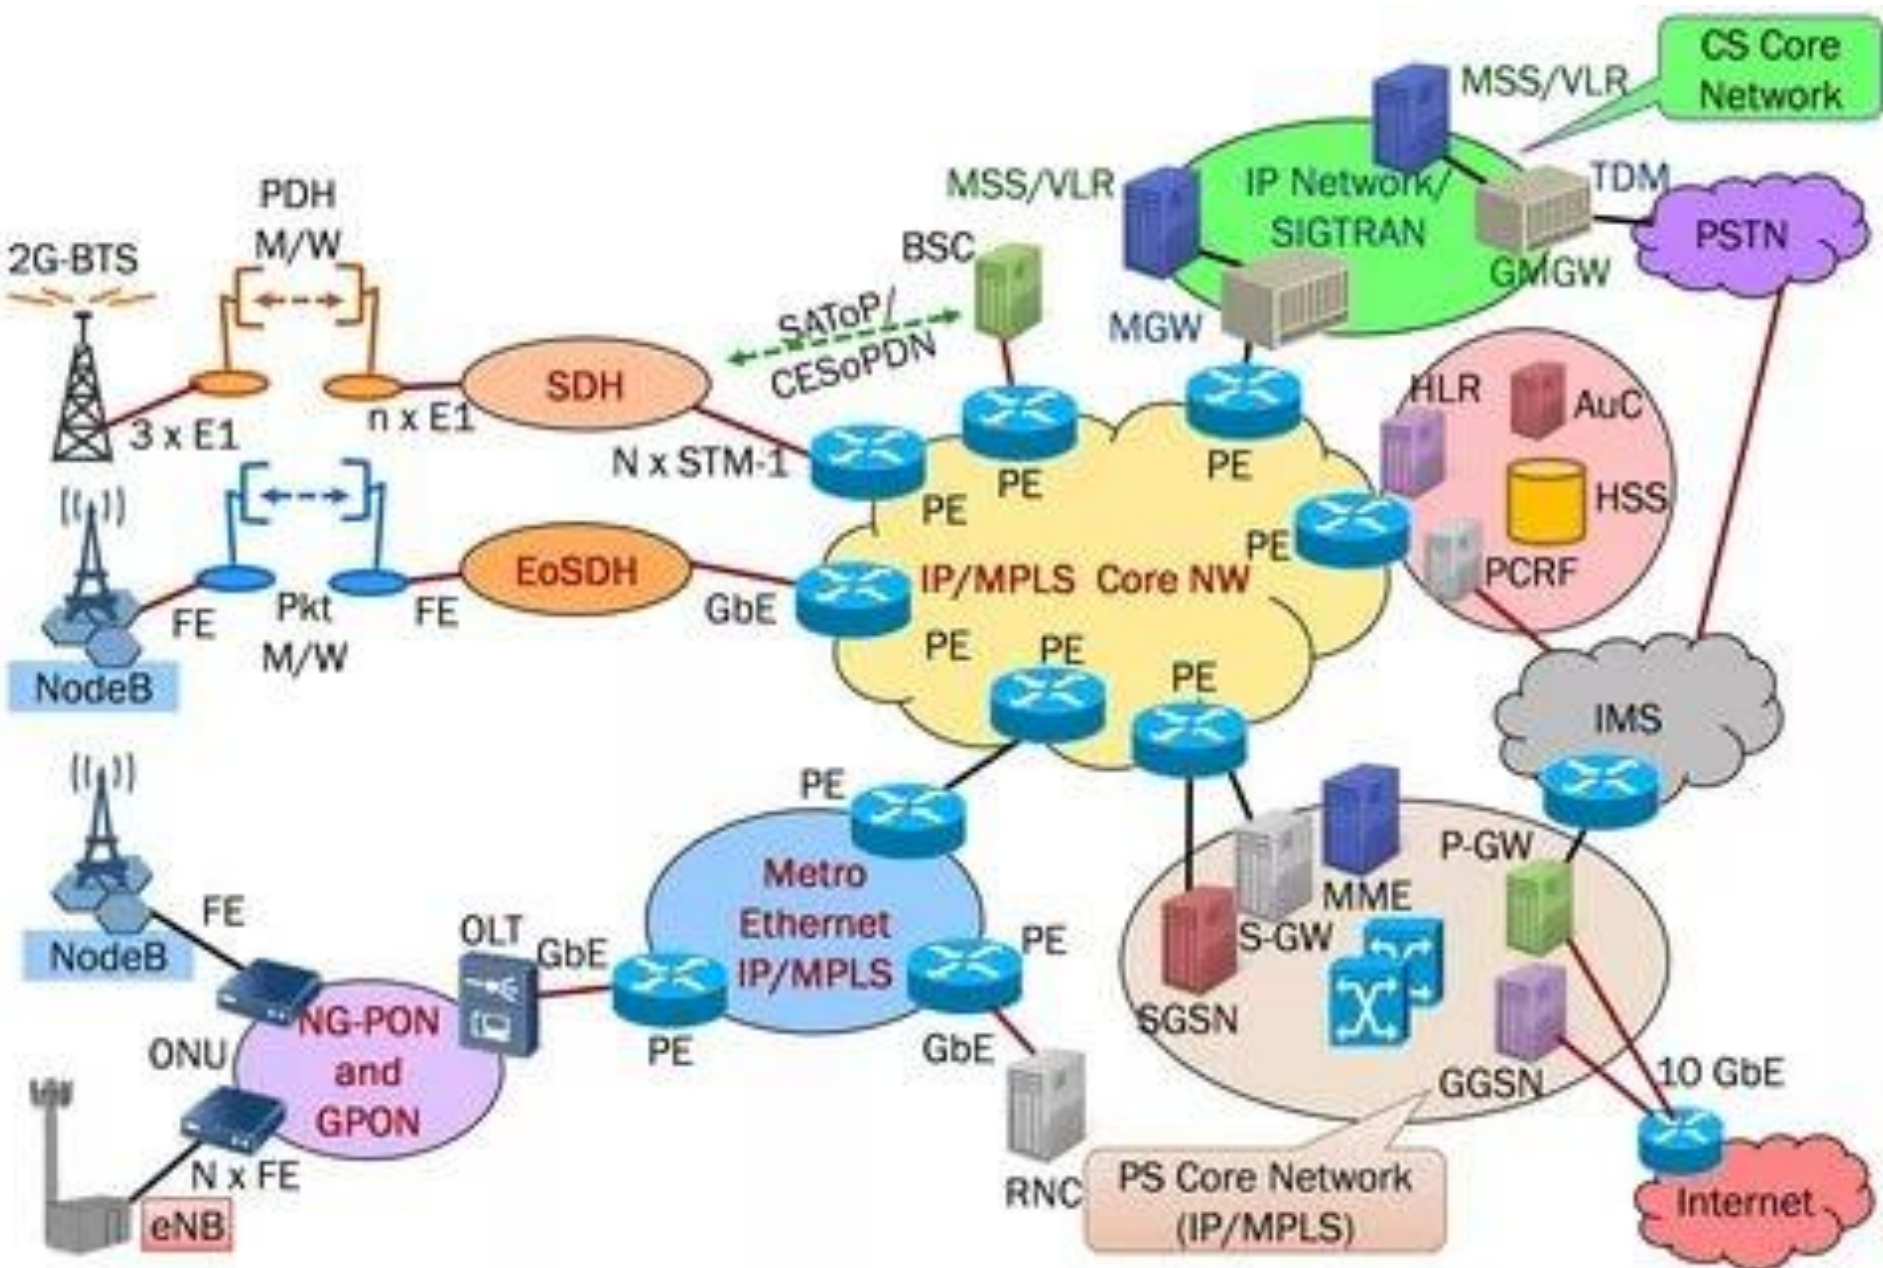 CS Core
Network
MSS/VLR
MSS/VLR
IP Network/
SIGTRAN
TDM
PSTN
GMGW
MGW
BSC
PDH
M/W
2G-BTS
SAToP/
CESoPDN
SDH
3 x E1
n x E1
N x STM-1
PE
PE
PE
PE
HLR
AuC
HSS
PCRF
IP/MPLS Core NW
EoSDH
FE
Pkt
M/W
FE
GbE
NodeB
PE
PE
PE
IMS
PE
Metro
Ethernet
IP/MPLS
P-GW
MME
S-GW
SGSN
GGSN
10 GbE
NodeB
FE
OLT
GbE
PE
PE
GbE
RNC
NG-PON
and
GPON
ONU
N x FE
eNB
PS Core Network
(IP/MPLS)
Internet